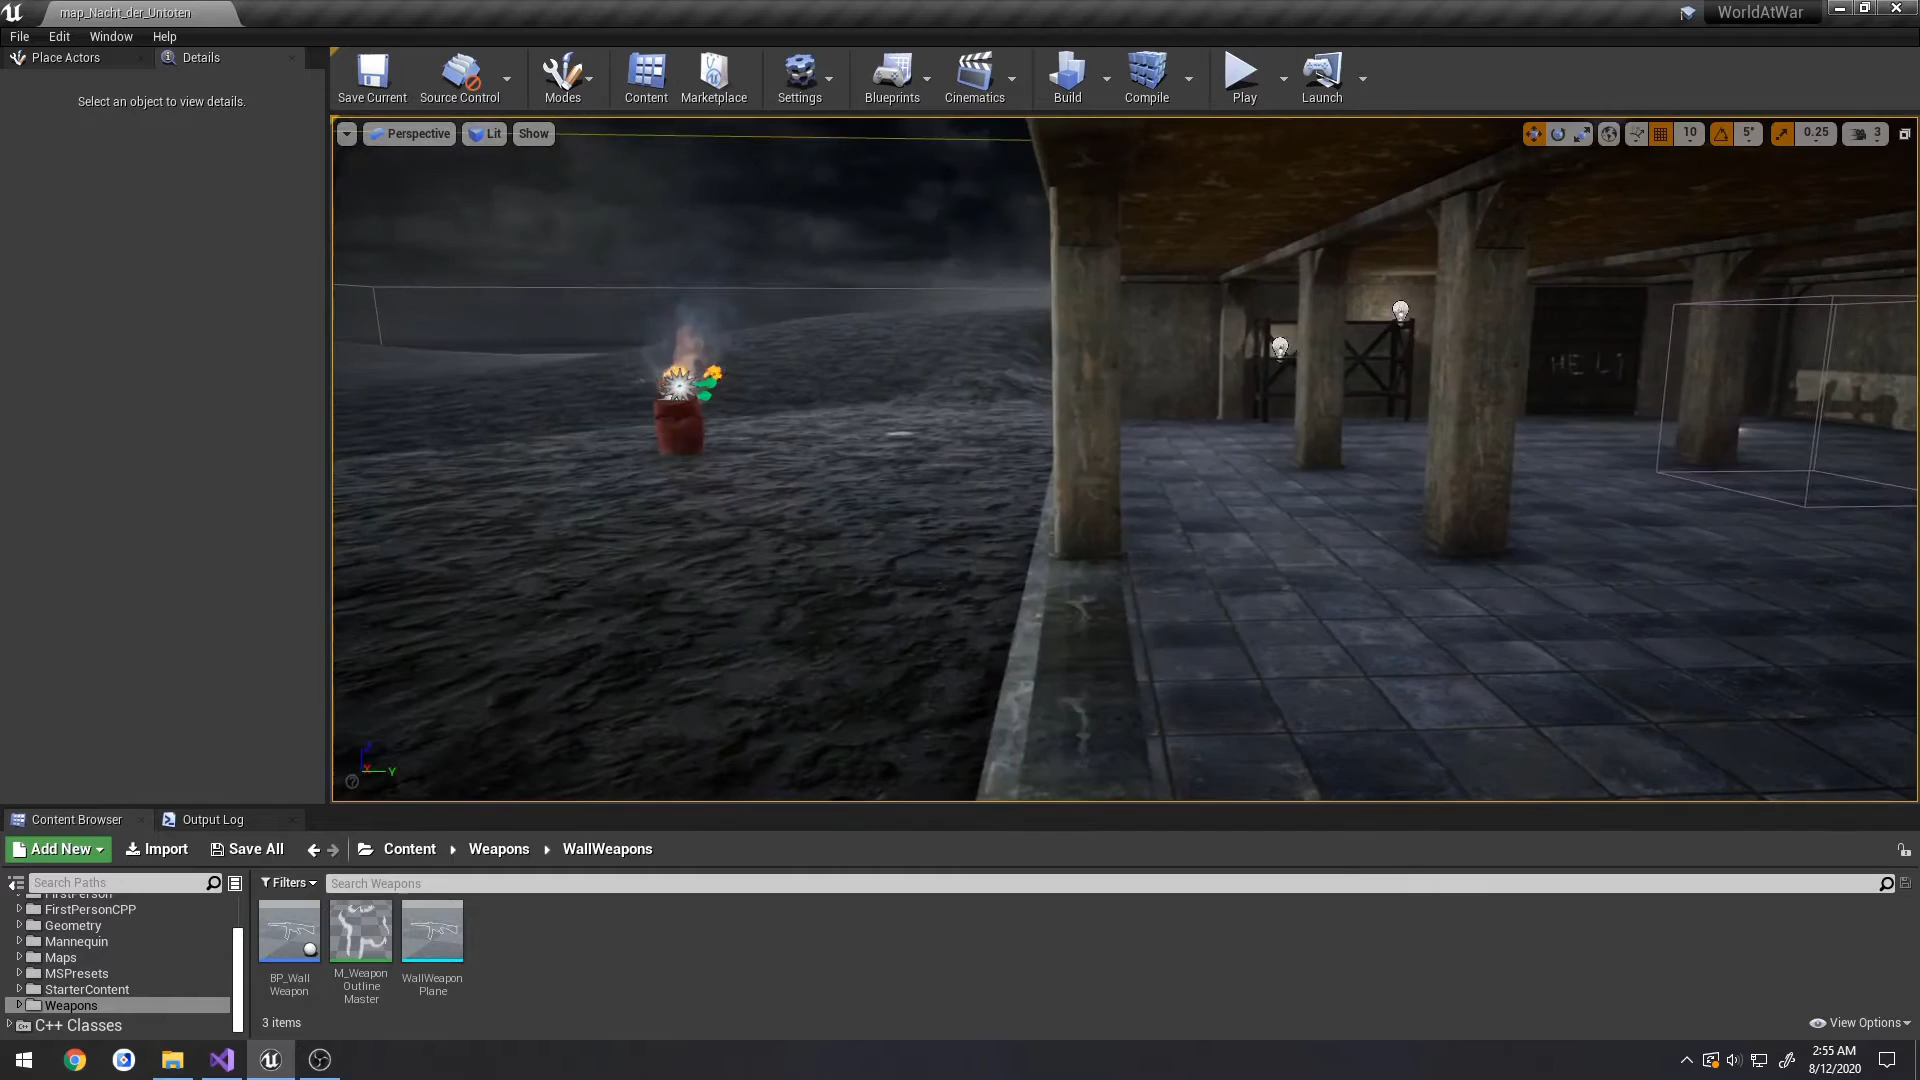 map_Nacht_der_Untoten
WorldAtWar
File Edit Window Help
Place Actors
Details
Select an object to view details.
Save Current
Source Control
Modes
Content
Marketplace
Settings
Blueprints
Cinematics
Build
Compile
Play
Launch
Perspective
Lit
Show
10
5°
0.25
3
Y
Content Browser
Output Log
Add New
Import
Save All
Content
Weapons
WallWeapons
Search Paths
Filters
Search Weapons
FirstPerson
FirstPersonCPP
Geometry
Mannequin
Maps
MSPresets
StarterContent
Weapons
C++ Classes
BP_Wall
Weapon
M_Weapon
Outline
Master
WallWeapon
Plane
3 items
View Options
2:55 AM
8/12/2020